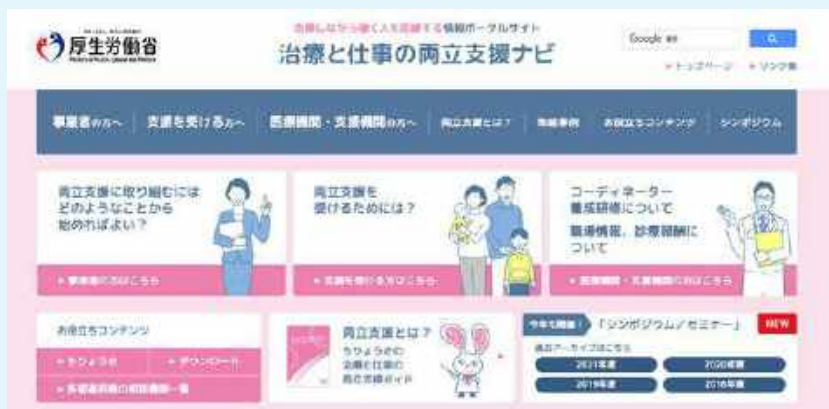 厚生労働省
治療しながら働く人を応援する情報ポータルサイト
治療と仕事の両立支援ナビ
トップページ
リンク集
事業者の方へ
支援を受ける方へ
医療機関・支援機関の方へ
両立支援とは？
取組事例
お役立ちコンテンツ
シンポジウム
両立支援に取り組むには
どのようなことから
始めればよい？
事業者の方はこちら
両立支援を
受けるためには？
支援を受ける方はこちら
コーディネーター
養成研修について
職場情報、診療報酬に
ついて
医療機関・支援機関の方はこちら
お役立ちコンテンツ
ちりょうさ
ダウンロード
両立支援とは？
ちりょうさの
治療と仕事の
両立支援ガイド
今年も開催！
「シンポジウム／セミナー」
NEW
過去アーカイブはこちら
2021年度
2020年度
2019年度
2018年度